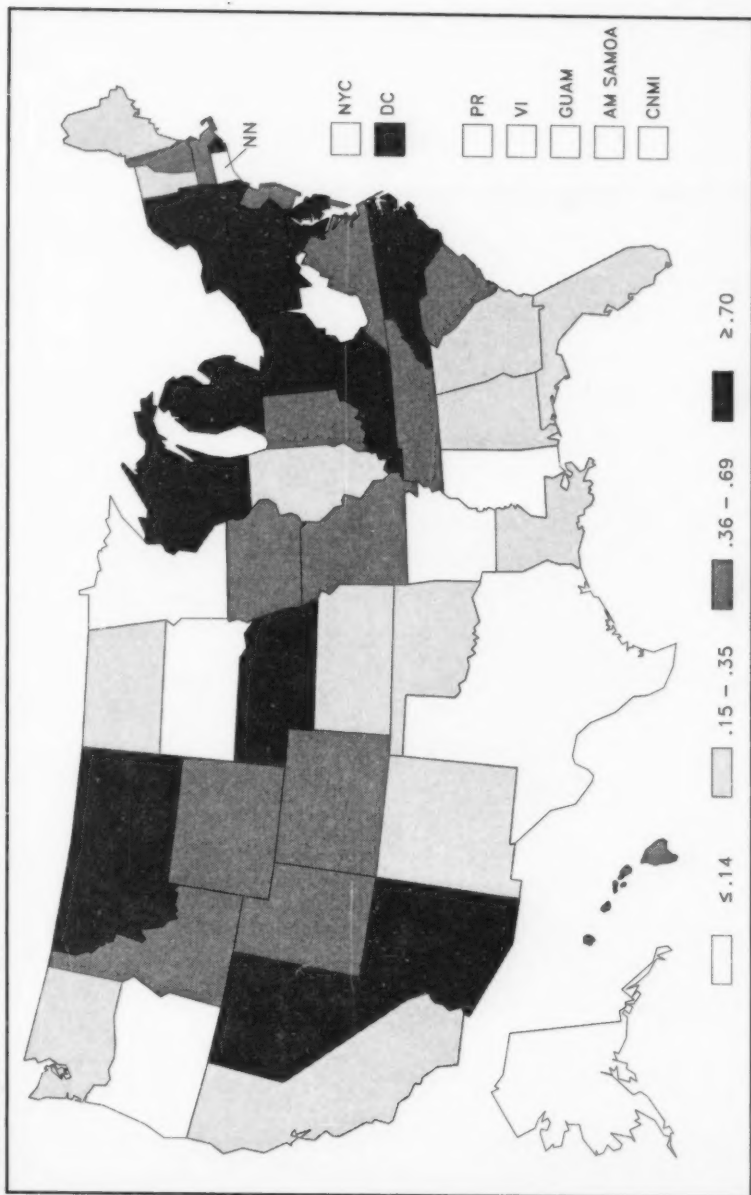 NN
NYC
DC
PR
VI
GUAM
AM SAMOA
CNMI
≤.14
.15 – .35
.36 – .69
≥.70